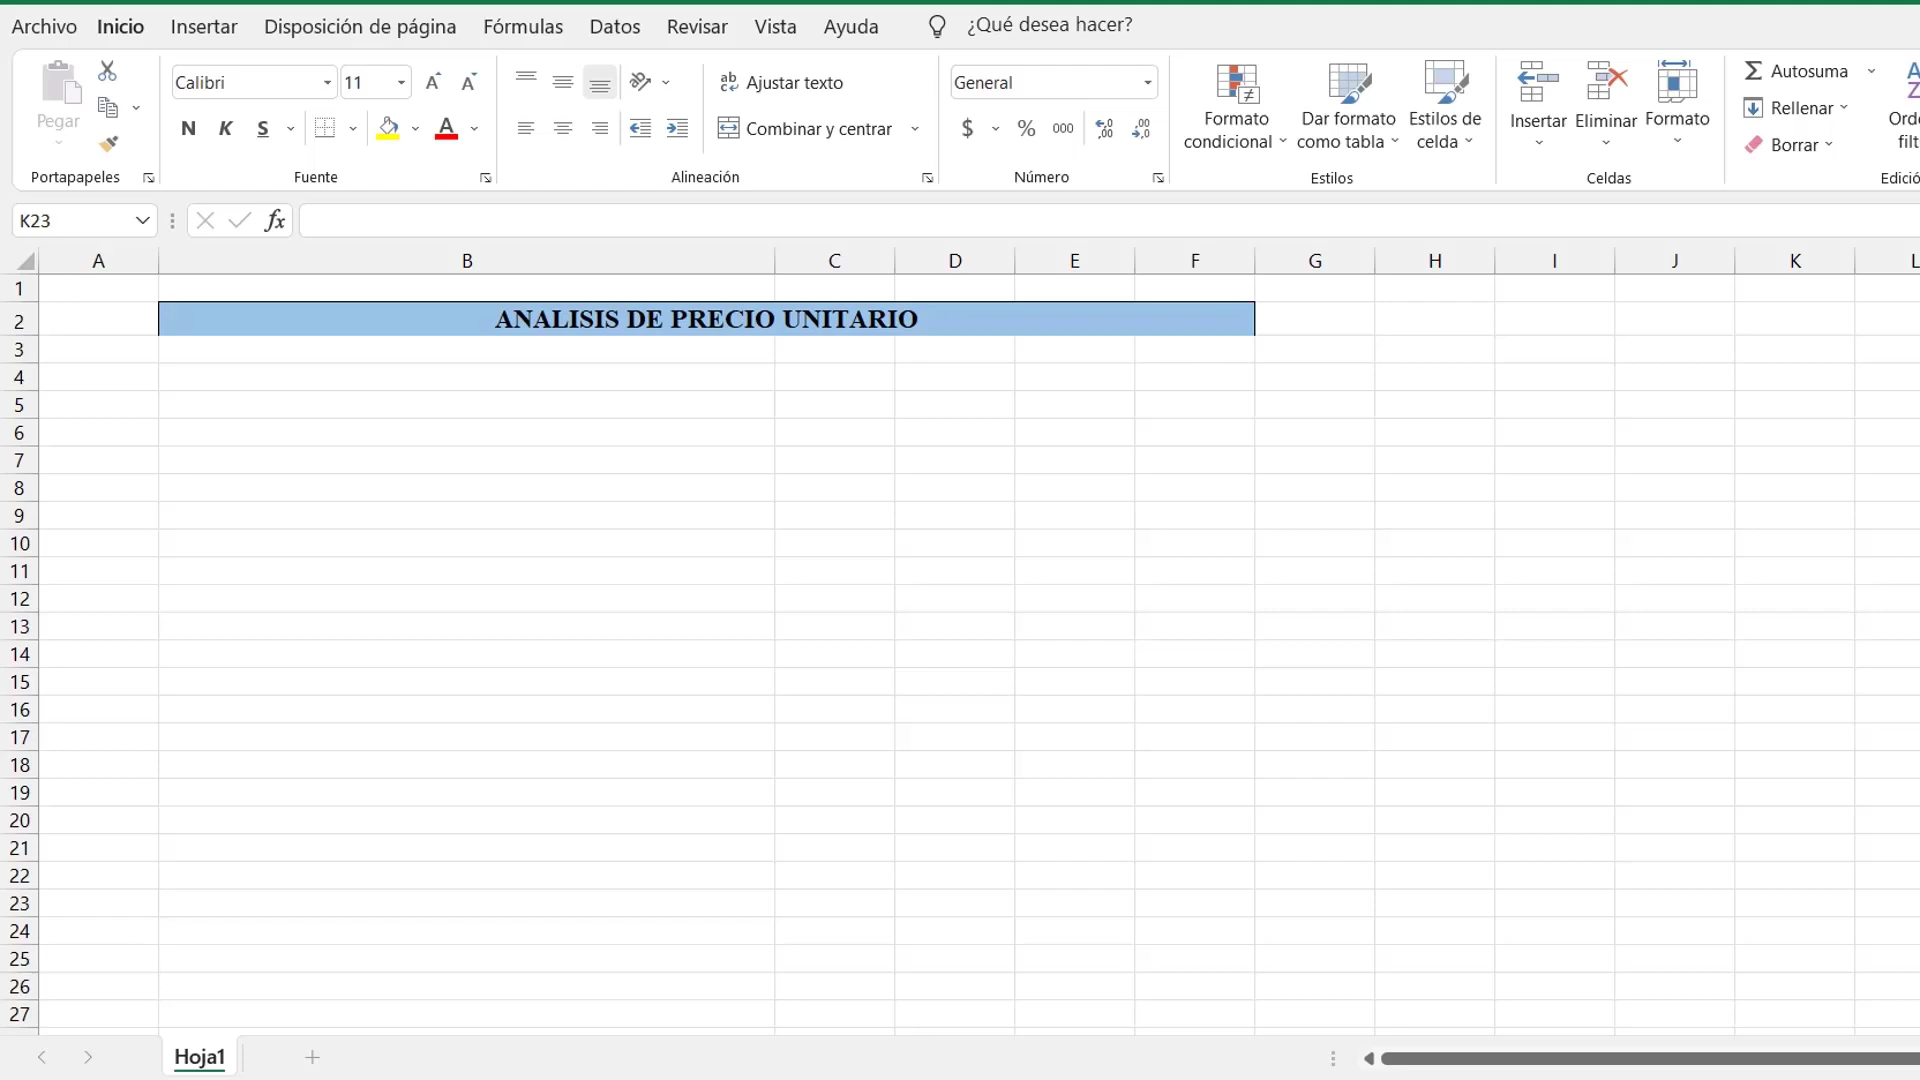 Archivo Inicio Insertar Disposición de página Fórmulas Datos Revisar Vista Ayuda ¿Qué desea hacer?
Pegar
Portapapeles
Calibri 11
N K S A
Fuente
Ajustar texto
Combinar y centrar
Alineación
General
$ % 000
Número
Formato condicional
Dar formato como tabla
Estilos de celda
Estilos
Insertar Eliminar Formato
Celdas
Autosuma
Rellenar
Borrar
K23 fx
A B C D E F G H I J K L
1
2 ANALISIS DE PRECIO UNITARIO
3
4
5
6
7
8
9
10
11
12
13
14
15
16
17
18
19
20
21
22
23
24
25
26
27
Hoja1